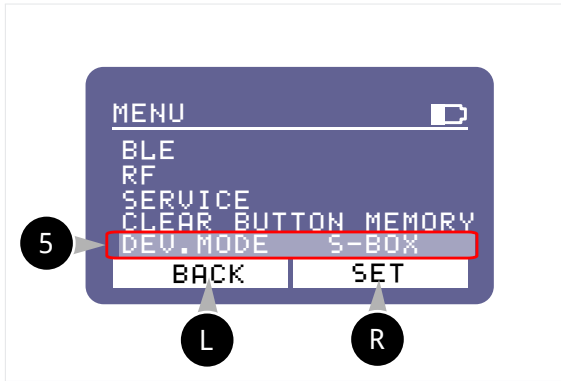 MENU
BLE
RF
SERVICE
CLEAR BUTTON MEMORY
5 DEV.MODE S-BOX
BACK SET
L R